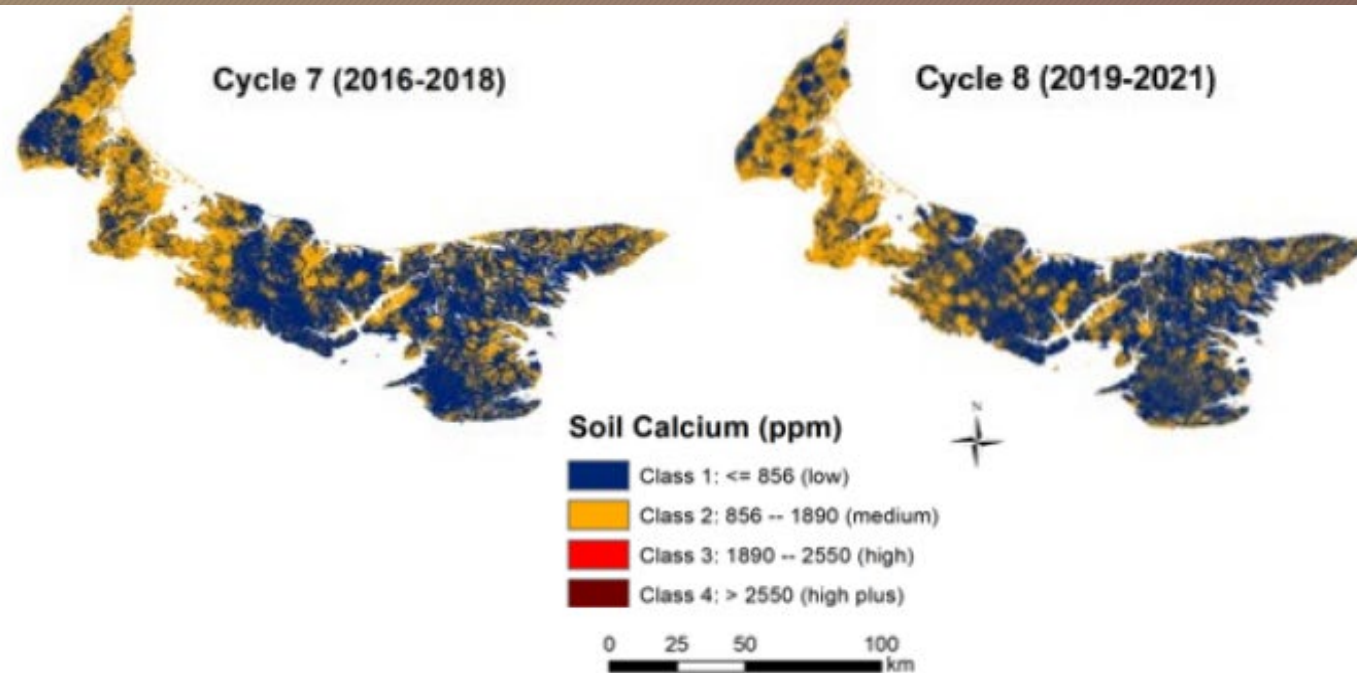 Cycle 7 (2016-2018)
Cycle 8 (2019-2021)
N
Soil Calcium (ppm)
Class 1: <= 856 (low)
Class 2: 856 -- 1890 (medium)
Class 3: 1890 -- 2550 (high)
Class 4: > 2550 (high plus)
0 25 50 100
km